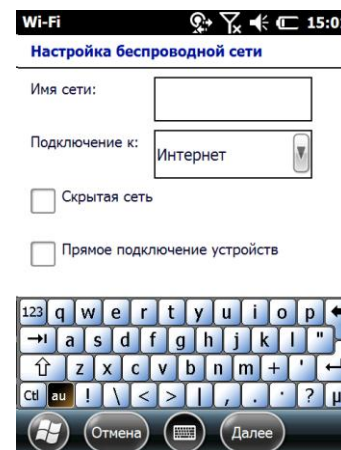 Wi-Fi 15:0
Настройка беспроводной сети
Имя сети:
Подключение к:
Интернет
Скрытая сеть
Прямое подключение устройств
123 q w e r t y u i o p
a s d f g h j k l "
z x c v b n m + '
Ctl au ! \ < > | , . · ? µ
Отмена Далее